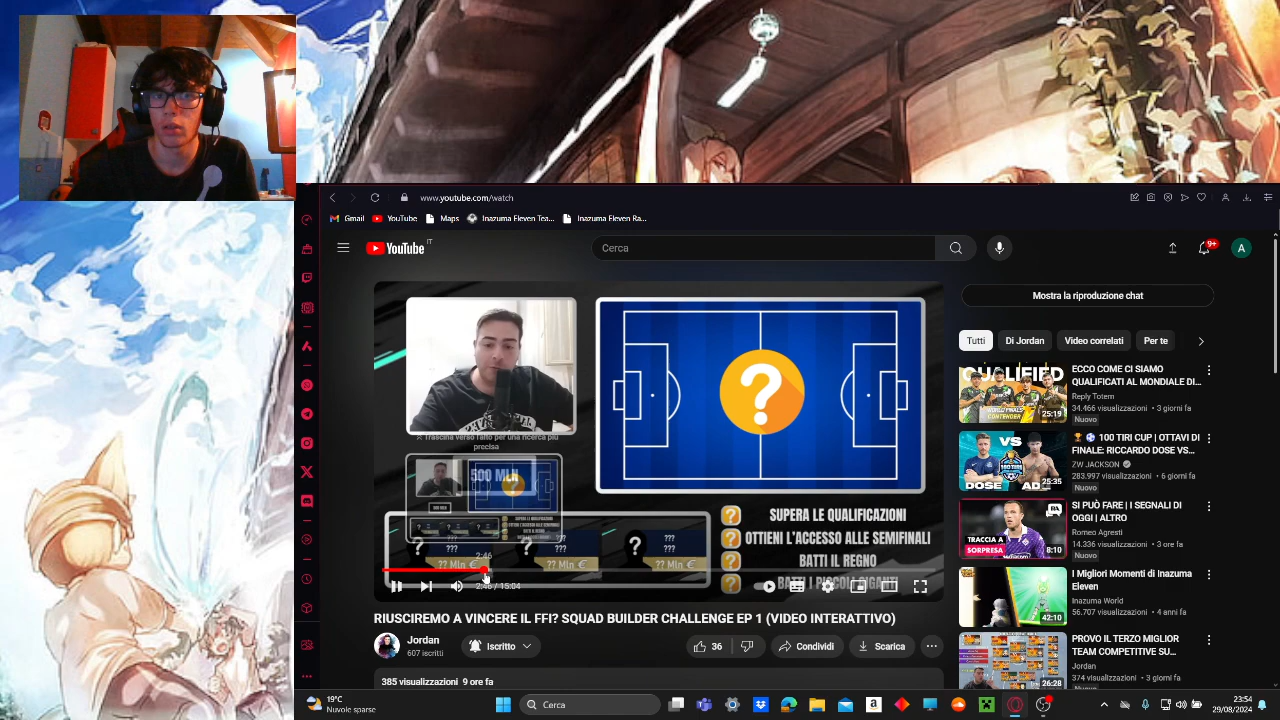 www.youtube.com/watch
Gmail
YouTube
Maps
Inazuma Eleven Tea...
Inazuma Eleven Ra...
YouTube IT
Cerca
9+
A
Mostra la riproduzione chat
Tutti
Di Jordan
Video correlati
Per te
Trascina verso l'alto per una ricerca più
precisa
500 MLN
SUPERA LE QUALIFICAZIONI
OTTIENI L'ACCESSO ALLE SEMIFINALI
BATTI IL REGNO
BATTI I PICCOLI GIGANTI
???
???
?? Mln €
???
???
?? Mln €
???
???
?? Mln €
2:46
2:46 / 15:04
RIUSCIREMO A VINCERE IL FFI? SQUAD BUILDER CHALLENGE EP 1 (VIDEO INTERATTIVO)
Jordan
607 iscritti
Iscritto
36
Condividi
Scarica
385 visualizzazioni 9 ore fa
QUALIFIED
25:19
ECCO COME CI SIAMO
QUALIFICATI AL MONDIALE DI...
Reply Totem
34.466 visualizzazioni • 3 giorni fa
Nuovo
VS
DOSE
AD
25:35
100 TIRI CUP | OTTAVI DI
FINALE: RICCARDO DOSE VS...
ZW JACKSON
283.997 visualizzazioni • 6 giorni fa
Nuovo
TRACCIA A
SORPRESA
8:10
SI PUÒ FARE | I SEGNALI DI
OGGI | ALTRO
Romeo Agresti
14.336 visualizzazioni • 3 ore fa
Nuovo
42:10
I Migliori Momenti di Inazuma
Eleven
Inazuma World
56.707 visualizzazioni • 4 anni fa
26:28
PROVO IL TERZO MIGLIOR
TEAM COMPETITIVE SU...
Jordan
374 visualizzazioni • 3 giorni fa
19°C
Nuvole sparse
Cerca
23:54
29/08/2024